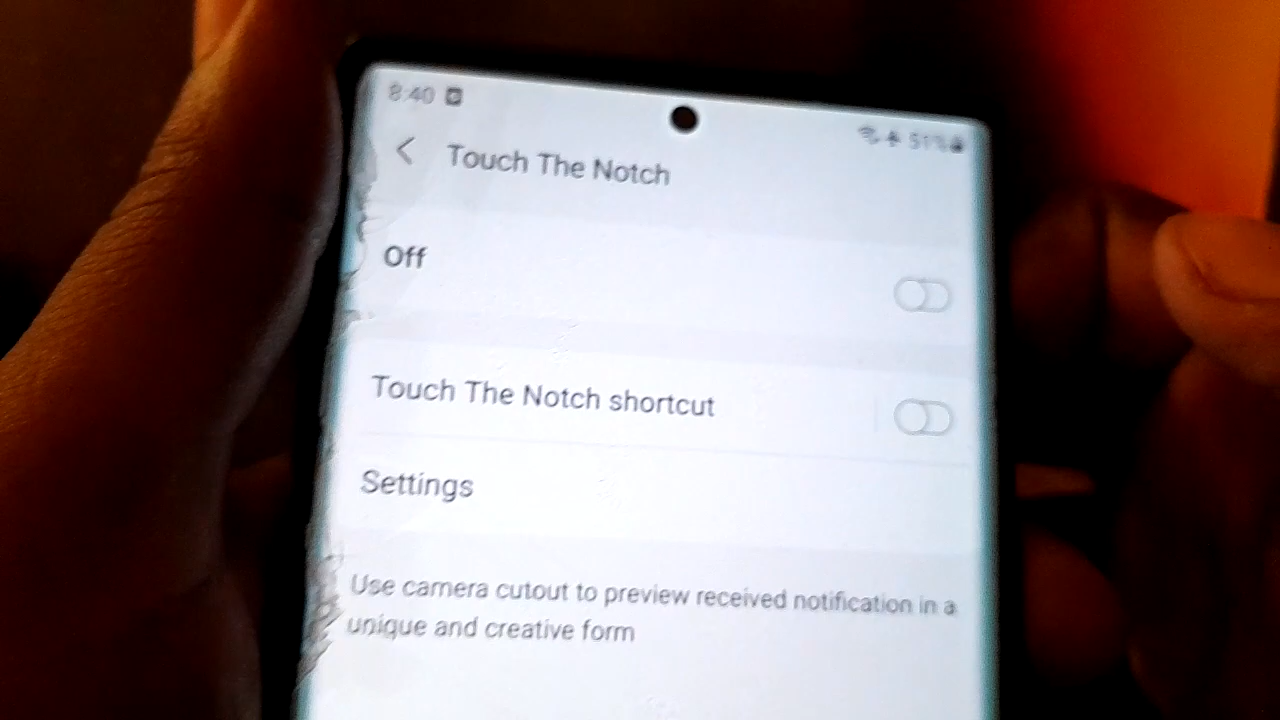 8:40
51%
Touch The Notch
Off
Touch The Notch shortcut
Settings
Use camera cutout to preview received notification in a
unique and creative form